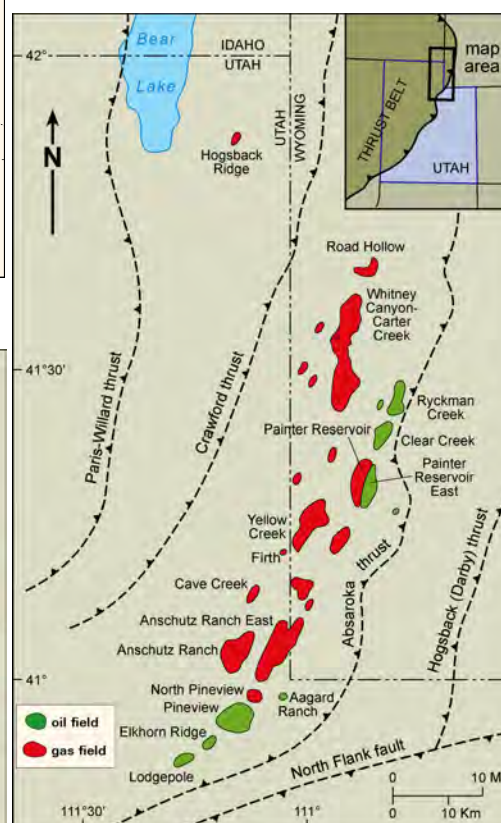 42°
Bear
Lake
IDAHO
UTAH
UTAH
WYOMING
map
area
THRUST BELT
UTAH
N
Hogsback
Ridge
Road Hollow
Whitney
Canyon-
Carter
Creek
41°30'
Ryckman
Creek
Painter Reservoir
Clear Creek
Painter
Reservoir
East
Paris-Willard thrust
Crawford thrust
Yellow
Creek
Firth
Absaroka thrust
Hogsback (Darby) thrust
Cave Creek
Anschutz Ranch East
Anschutz Ranch
41°
North Pineview
Pineview
Aagard
Ranch
Elkhorn Ridge
Lodgepole
North Flank fault
oil field
gas field
0 10 M
0 10 Km
111°30'
111°